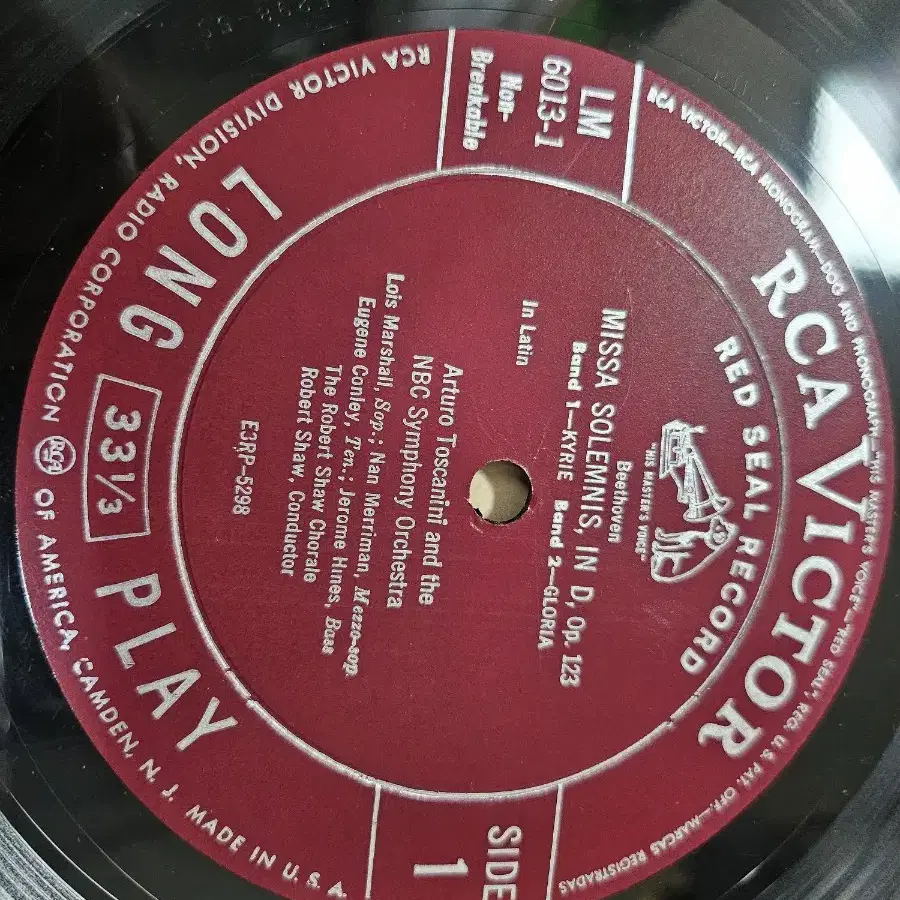 RCA VICTOR—RCA MONOGRAM—DOG AND MONOGRAPH—"HIS MASTER'S VOICE"—"RED SEAL" REG. U. S. PAT. OFF.—MARCAS REGISTRADAS
RCA VICTOR
RED SEAL RECORD
"HIS MASTER'S VOICE"
LM
6013-1
Non-
Breakable
SIDE
1
Beethoven
MISSA SOLEMNIS, IN D, Op. 123
Band 1—KYRIE Band 2—GLORIA
In Latin
Arturo Toscanini and the
NBC Symphony Orchestra
Lois Marshall, Sop.; Nan Merriman, Mezzo-sop.
Eugene Conley, Ten.; Jerome Hines, Bass
The Robert Shaw Chorale
Robert Shaw, Conductor
E3RP-5298
LONG 33 1/3 PLAY
RCA VICTOR DIVISION, RADIO CORPORATION RCA OF AMERICA, CAMDEN, N. J. MADE IN U. S. A.